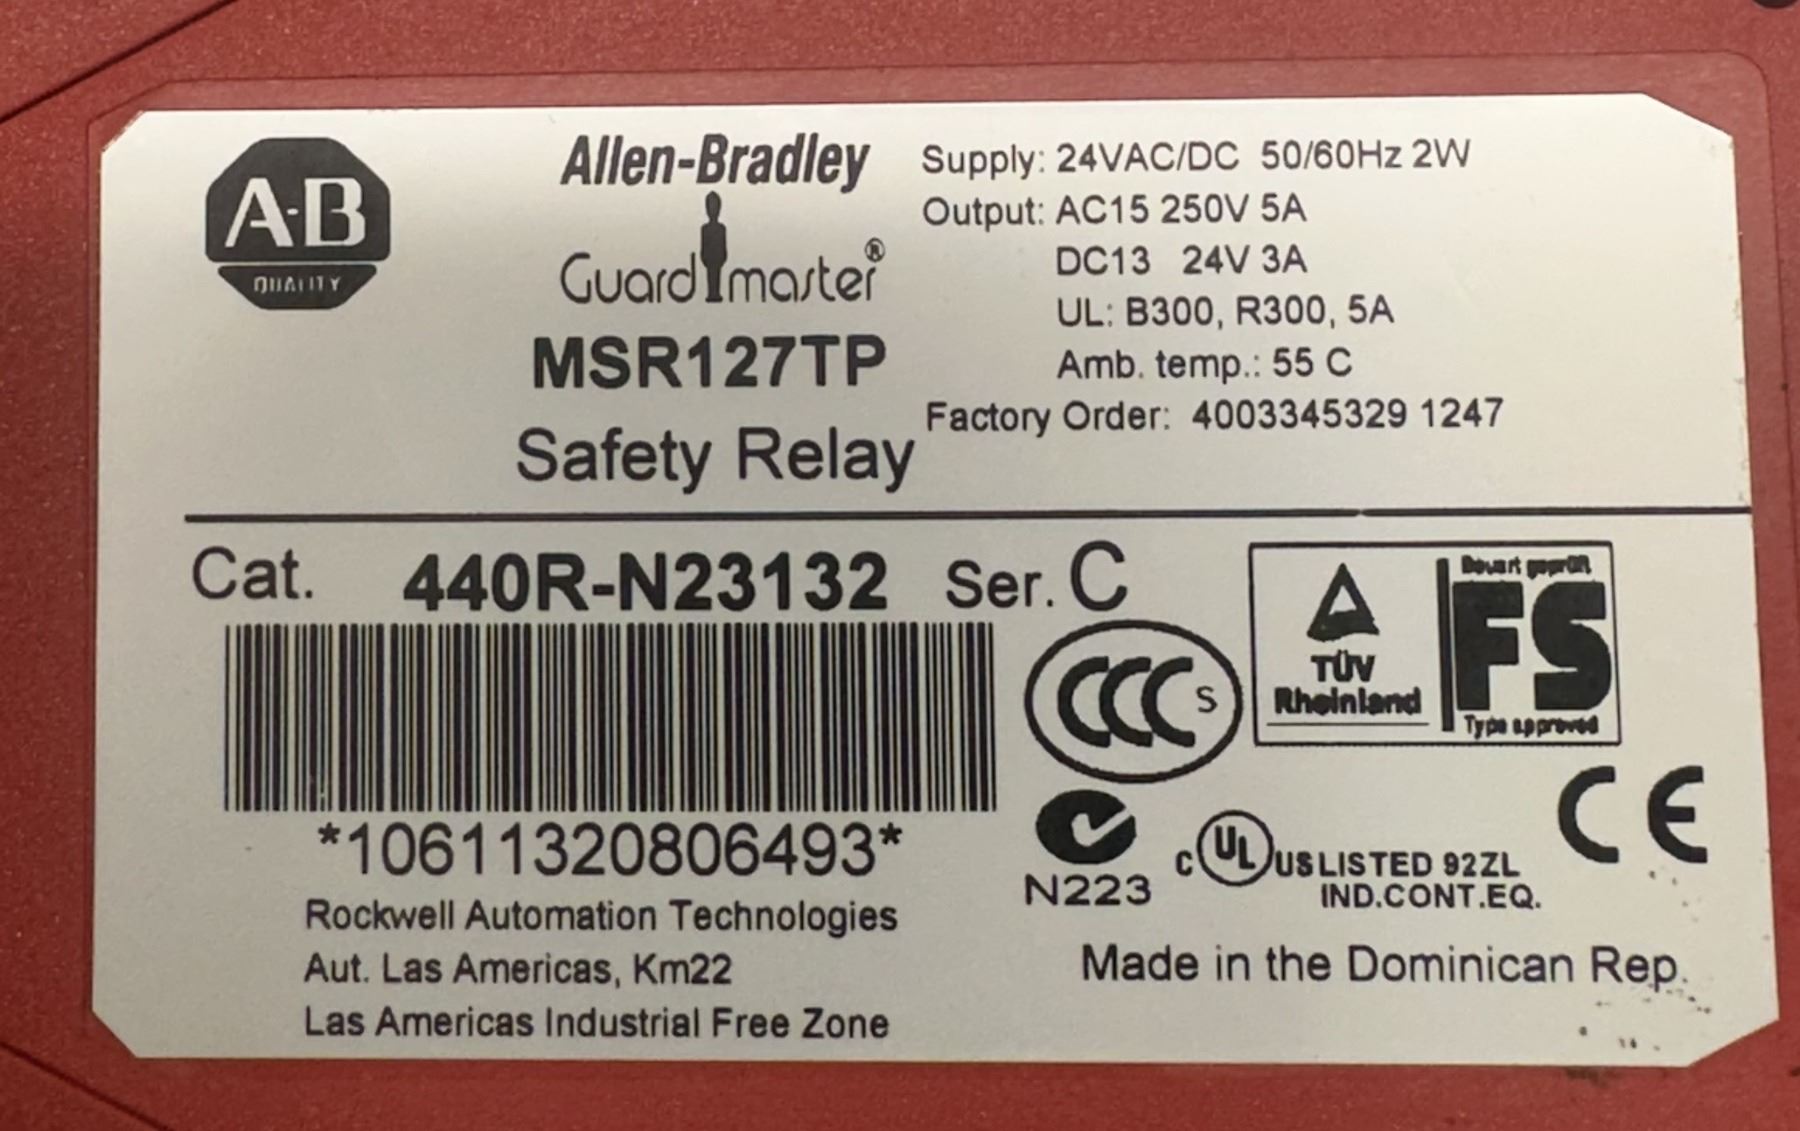 A-B
QUALITY
Allen-Bradley
Guardmaster®
MSR127TP
Safety Relay
Supply: 24VAC/DC 50/60Hz 2W
Output: AC15 250V 5A
DC13 24V 3A
UL: B300, R300, 5A
Amb. temp.: 55 C
Factory Order: 4003345329 1247
Cat. 440R-N23132 Ser. C
*10611320806493*
Rockwell Automation Technologies
Aut. Las Americas, Km22
Las Americas Industrial Free Zone
CCC S
TÜV
Rheinland
Bauart geprüft
FS
Type approved
CE
N223
C UL US LISTED 92ZL
IND.CONT.EQ.
Made in the Dominican Rep.